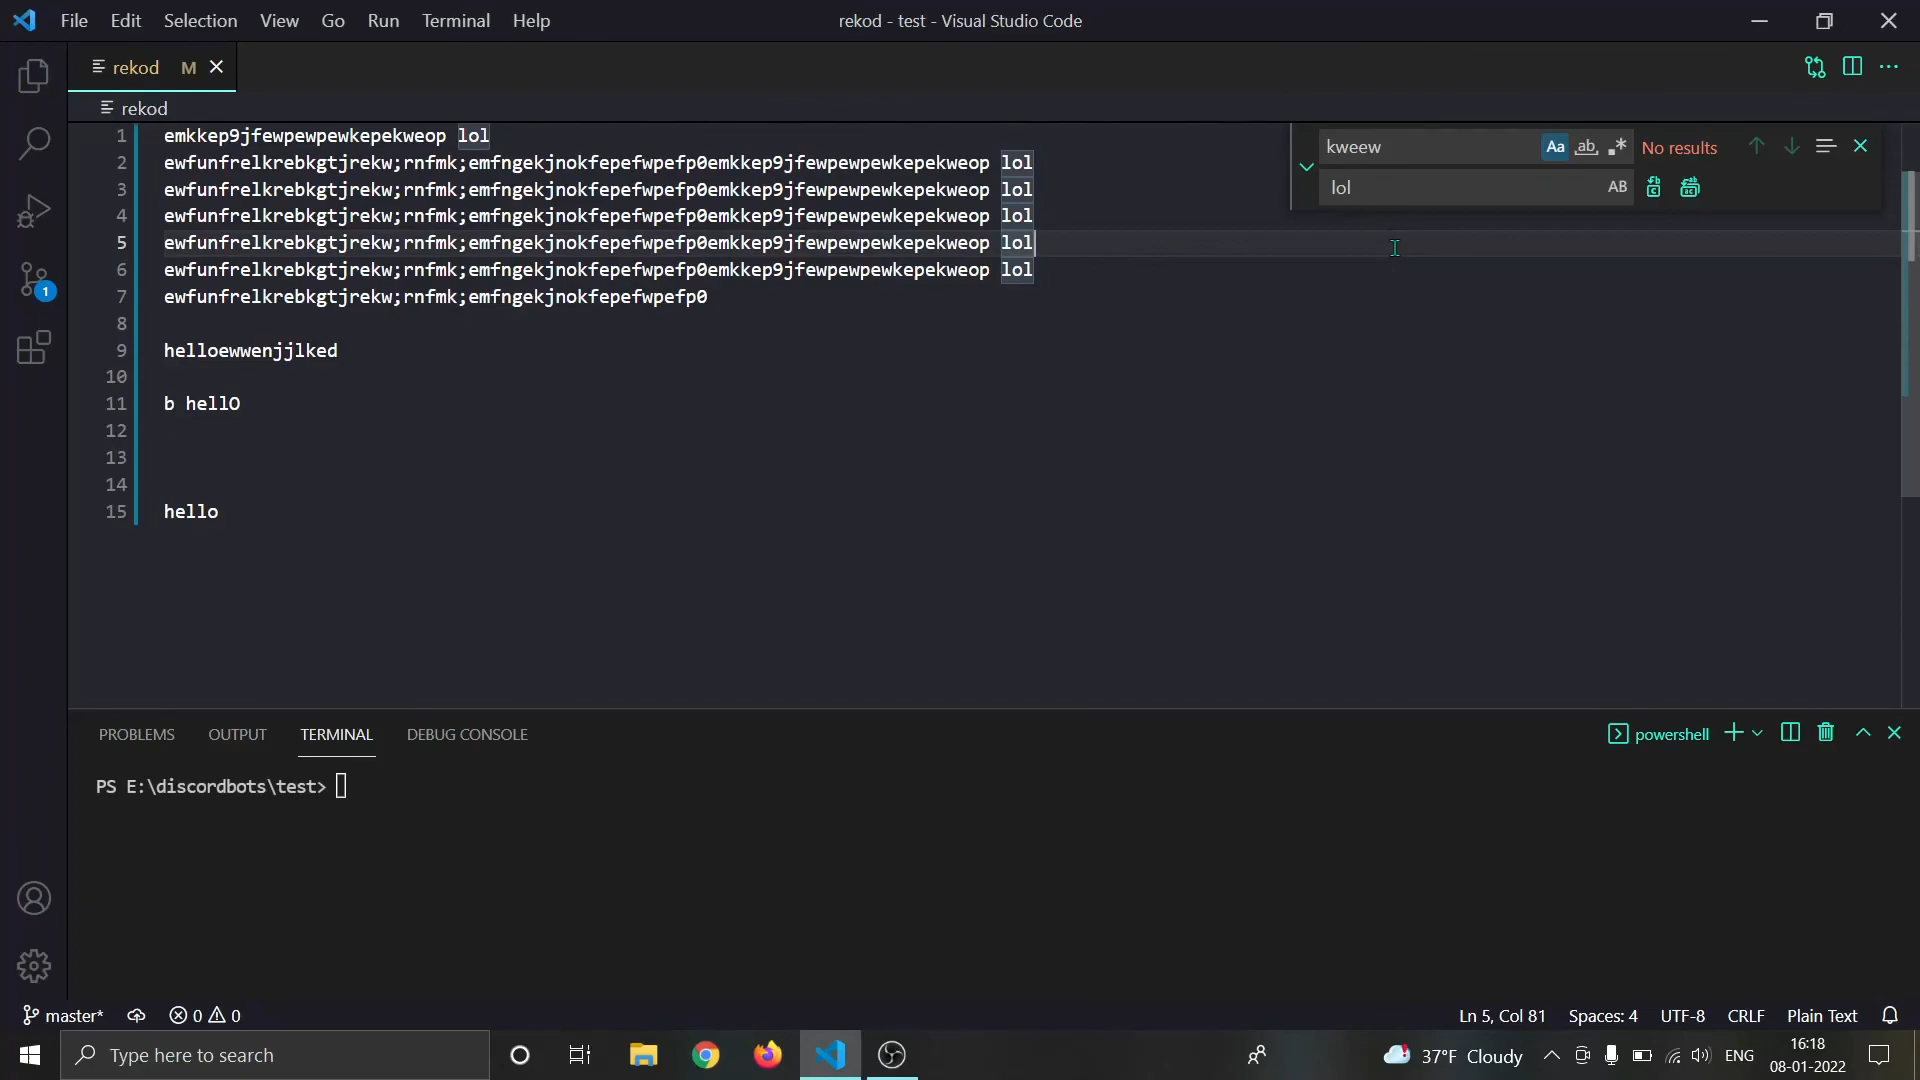 File Edit Selection View Go Run Terminal Help rekod - test - Visual Studio Code
rekod M
rekod
1 emkkep9jfewpewpewkepekweop lol
2 ewfunfrelkrebkgtjrekw;rnfmk;emfngekjnokfepefwpefp0emkkep9jfewpewpewkepekweop lol
3 ewfunfrelkrebkgtjrekw;rnfmk;emfngekjnokfepefwpefp0emkkep9jfewpewpewkepekweop lol
4 ewfunfrelkrebkgtjrekw;rnfmk;emfngekjnokfepefwpefp0emkkep9jfewpewpewkepekweop lol
5 ewfunfrelkrebkgtjrekw;rnfmk;emfngekjnokfepefwpefp0emkkep9jfewpewpewkepekweop lol
6 ewfunfrelkrebkgtjrekw;rnfmk;emfngekjnokfepefwpefp0emkkep9jfewpewpewkepekweop lol
7 ewfunfrelkrebkgtjrekw;rnfmk;emfngekjnokfepefwpefp0
8
9 helloewwenjjlked
10
11 b hellO
12
13
14
15 hello
kweew Aa ab No results
lol AB
PROBLEMS OUTPUT TERMINAL DEBUG CONSOLE powershell
PS E:\discordbots\test>
1
master* 0 0 Ln 5, Col 81 Spaces: 4 UTF-8 CRLF Plain Text
Type here to search 37°F Cloudy ENG 16:18
08-01-2022